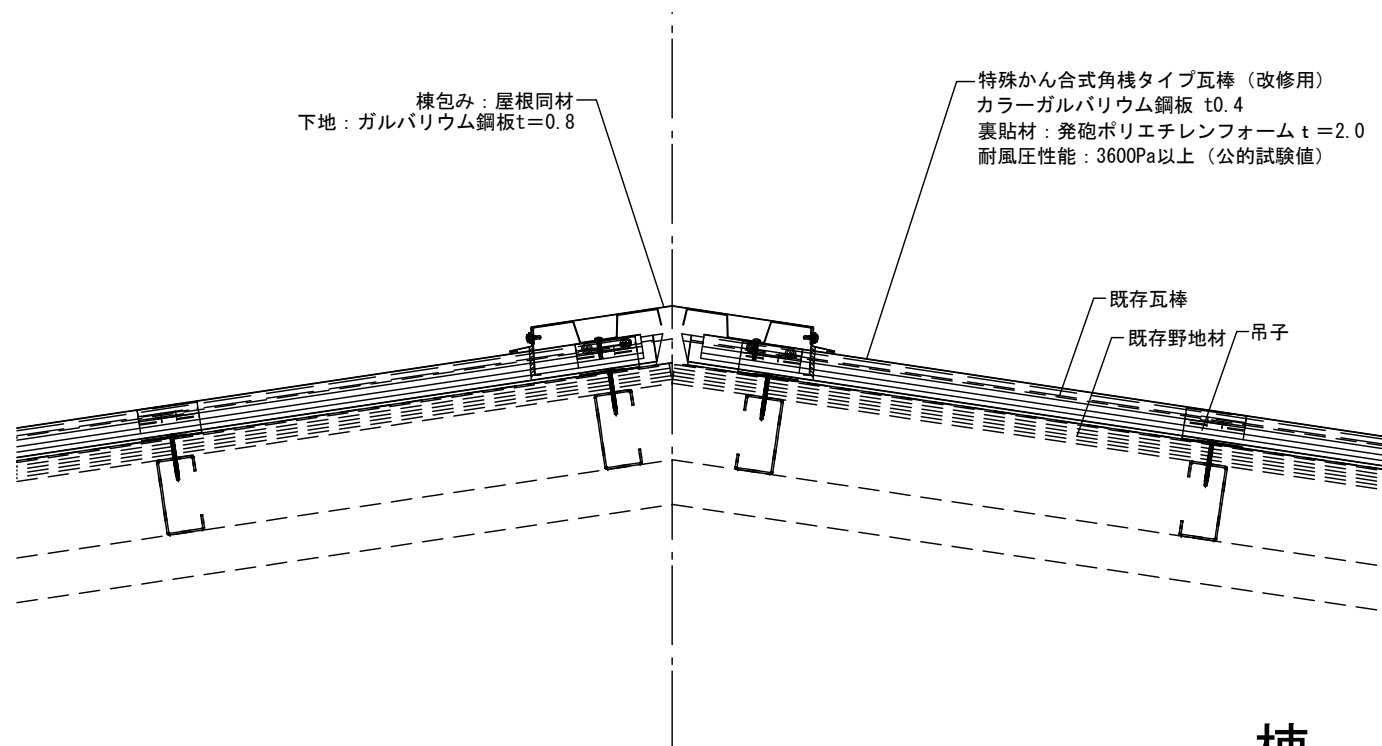 棟包み：屋根同材
下地：ガルバリウム鋼板t＝0.8
特殊かん合式角桟タイプ瓦棒（改修用）
カラーガルバリウム鋼板 t0.4
裏貼材：発砲ポリエチレンフォームｔ＝2.0
耐風圧性能：3600Pa以上（公的試験値）
既存瓦棒
既存野地材
吊子
棟